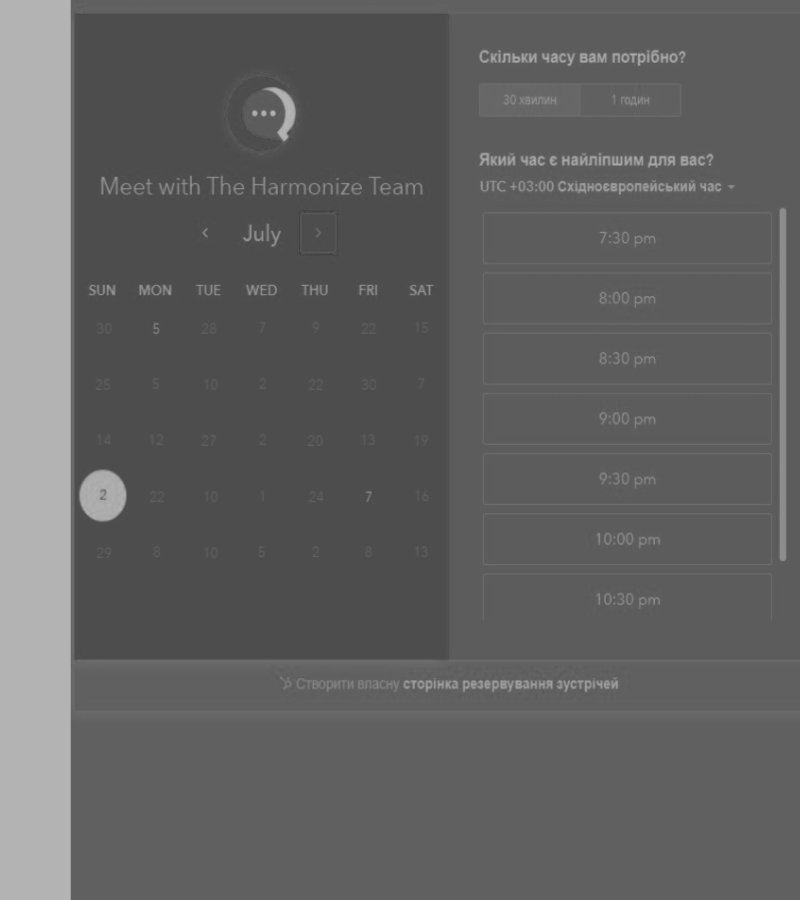 Meet with The Harmonize Team
July
SUN MON TUE WED THU FRI SAT
30 5 28 7 9 22 15
25 5 10 2 22 30 7
14 12 27 2 20 13 19
2 22 10 1 24 7 16
29 8 10 5 2 8 13
Скільки часу вам потрібно?
30 хвилин 1 годин
Який час є найліпшим для вас?
UTC +03:00 Східноєвропейський час
7:30 pm
8:00 pm
8:30 pm
9:00 pm
9:30 pm
10:00 pm
10:30 pm
Створити власну сторінка резервування зустрічей